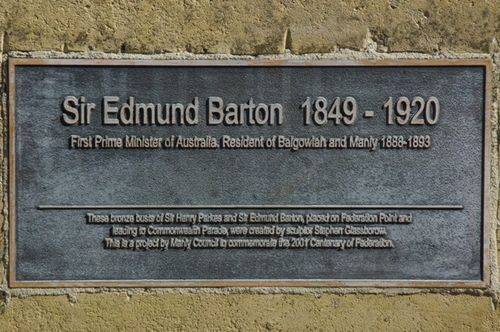 Sir Edmund Barton 1849 - 1920
First Prime Minister of Australia. Resident of Balgowlah and Manly 1888-1893
These bronze busts of Sir Henry Parkes and Sir Edmund Barton, placed on Federation Point and
leading to Commonwealth Parade, were created by sculptor Stephen Glassborow.
This is a project by Manly Council to commemorate the 2001 Centenary of Federation.